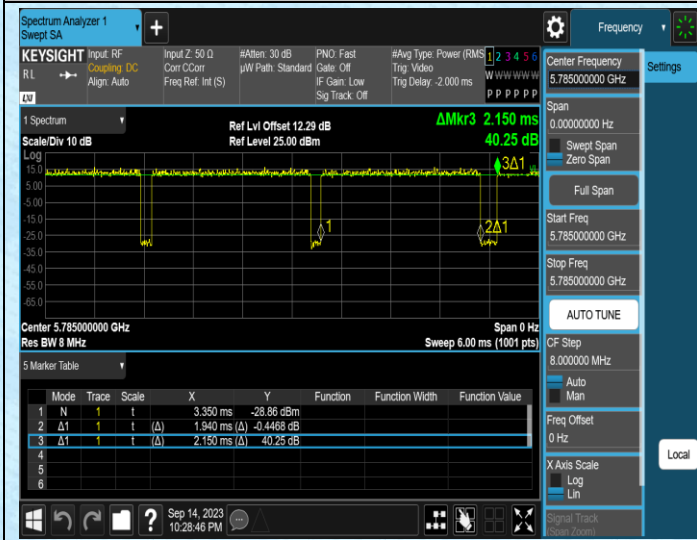 Spectrum Analyzer 1
Swept SA
+
Frequency
KEYSIGHT
RL
LXI
Input: RF
Coupling: DC
Align: Auto
Input Z: 50 Ω
Corr CCorr
Freq Ref: Int (S)
#Atten: 30 dB
µW Path: Standard
PNO: Fast
Gate: Off
IF Gain: Low
Sig Track: Off
#Avg Type: Power (RMS
Trig: Video
Trig Delay: -2.000 ms
1 2 3 4 5 6
W W W W W W
P P P P P P
1 Spectrum
Scale/Div 10 dB
Log
Ref Lvl Offset 12.29 dB
Ref Level 25.00 dBm
ΔMkr3 2.150 ms
40.25 dB
15.0
5.00
-5.00
-15.0
-25.0
-35.0
-45.0
-55.0
-65.0
3Δ1
1
2Δ1
Center 5.785000000 GHz
Res BW 8 MHz
Span 0 Hz
Sweep 6.00 ms (1001 pts)
5 Marker Table
Mode Trace Scale X Y Function Function Width Function Value
1 N 1 t 3.350 ms -28.86 dBm
2 Δ1 1 t (Δ) 1.940 ms (Δ) -0.4468 dB
3 Δ1 1 t (Δ) 2.150 ms (Δ) 40.25 dB
4
5
6
?
Sep 14, 2023
10:28:46 PM
Center Frequency
5.785000000 GHz
Span
0.00000000 Hz
Swept Span
Zero Span
Full Span
Start Freq
5.785000000 GHz
Stop Freq
5.785000000 GHz
AUTO TUNE
CF Step
8.000000 MHz
Auto
Man
Freq Offset
0 Hz
X Axis Scale
Log
Lin
Signal Track
(Span Zoom)
Settings
Local